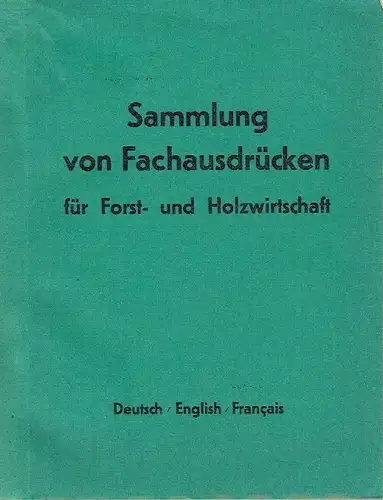 Sammlung
von Fachausdrücken
für Forst- und Holzwirtschaft
Deutsch / English / Français